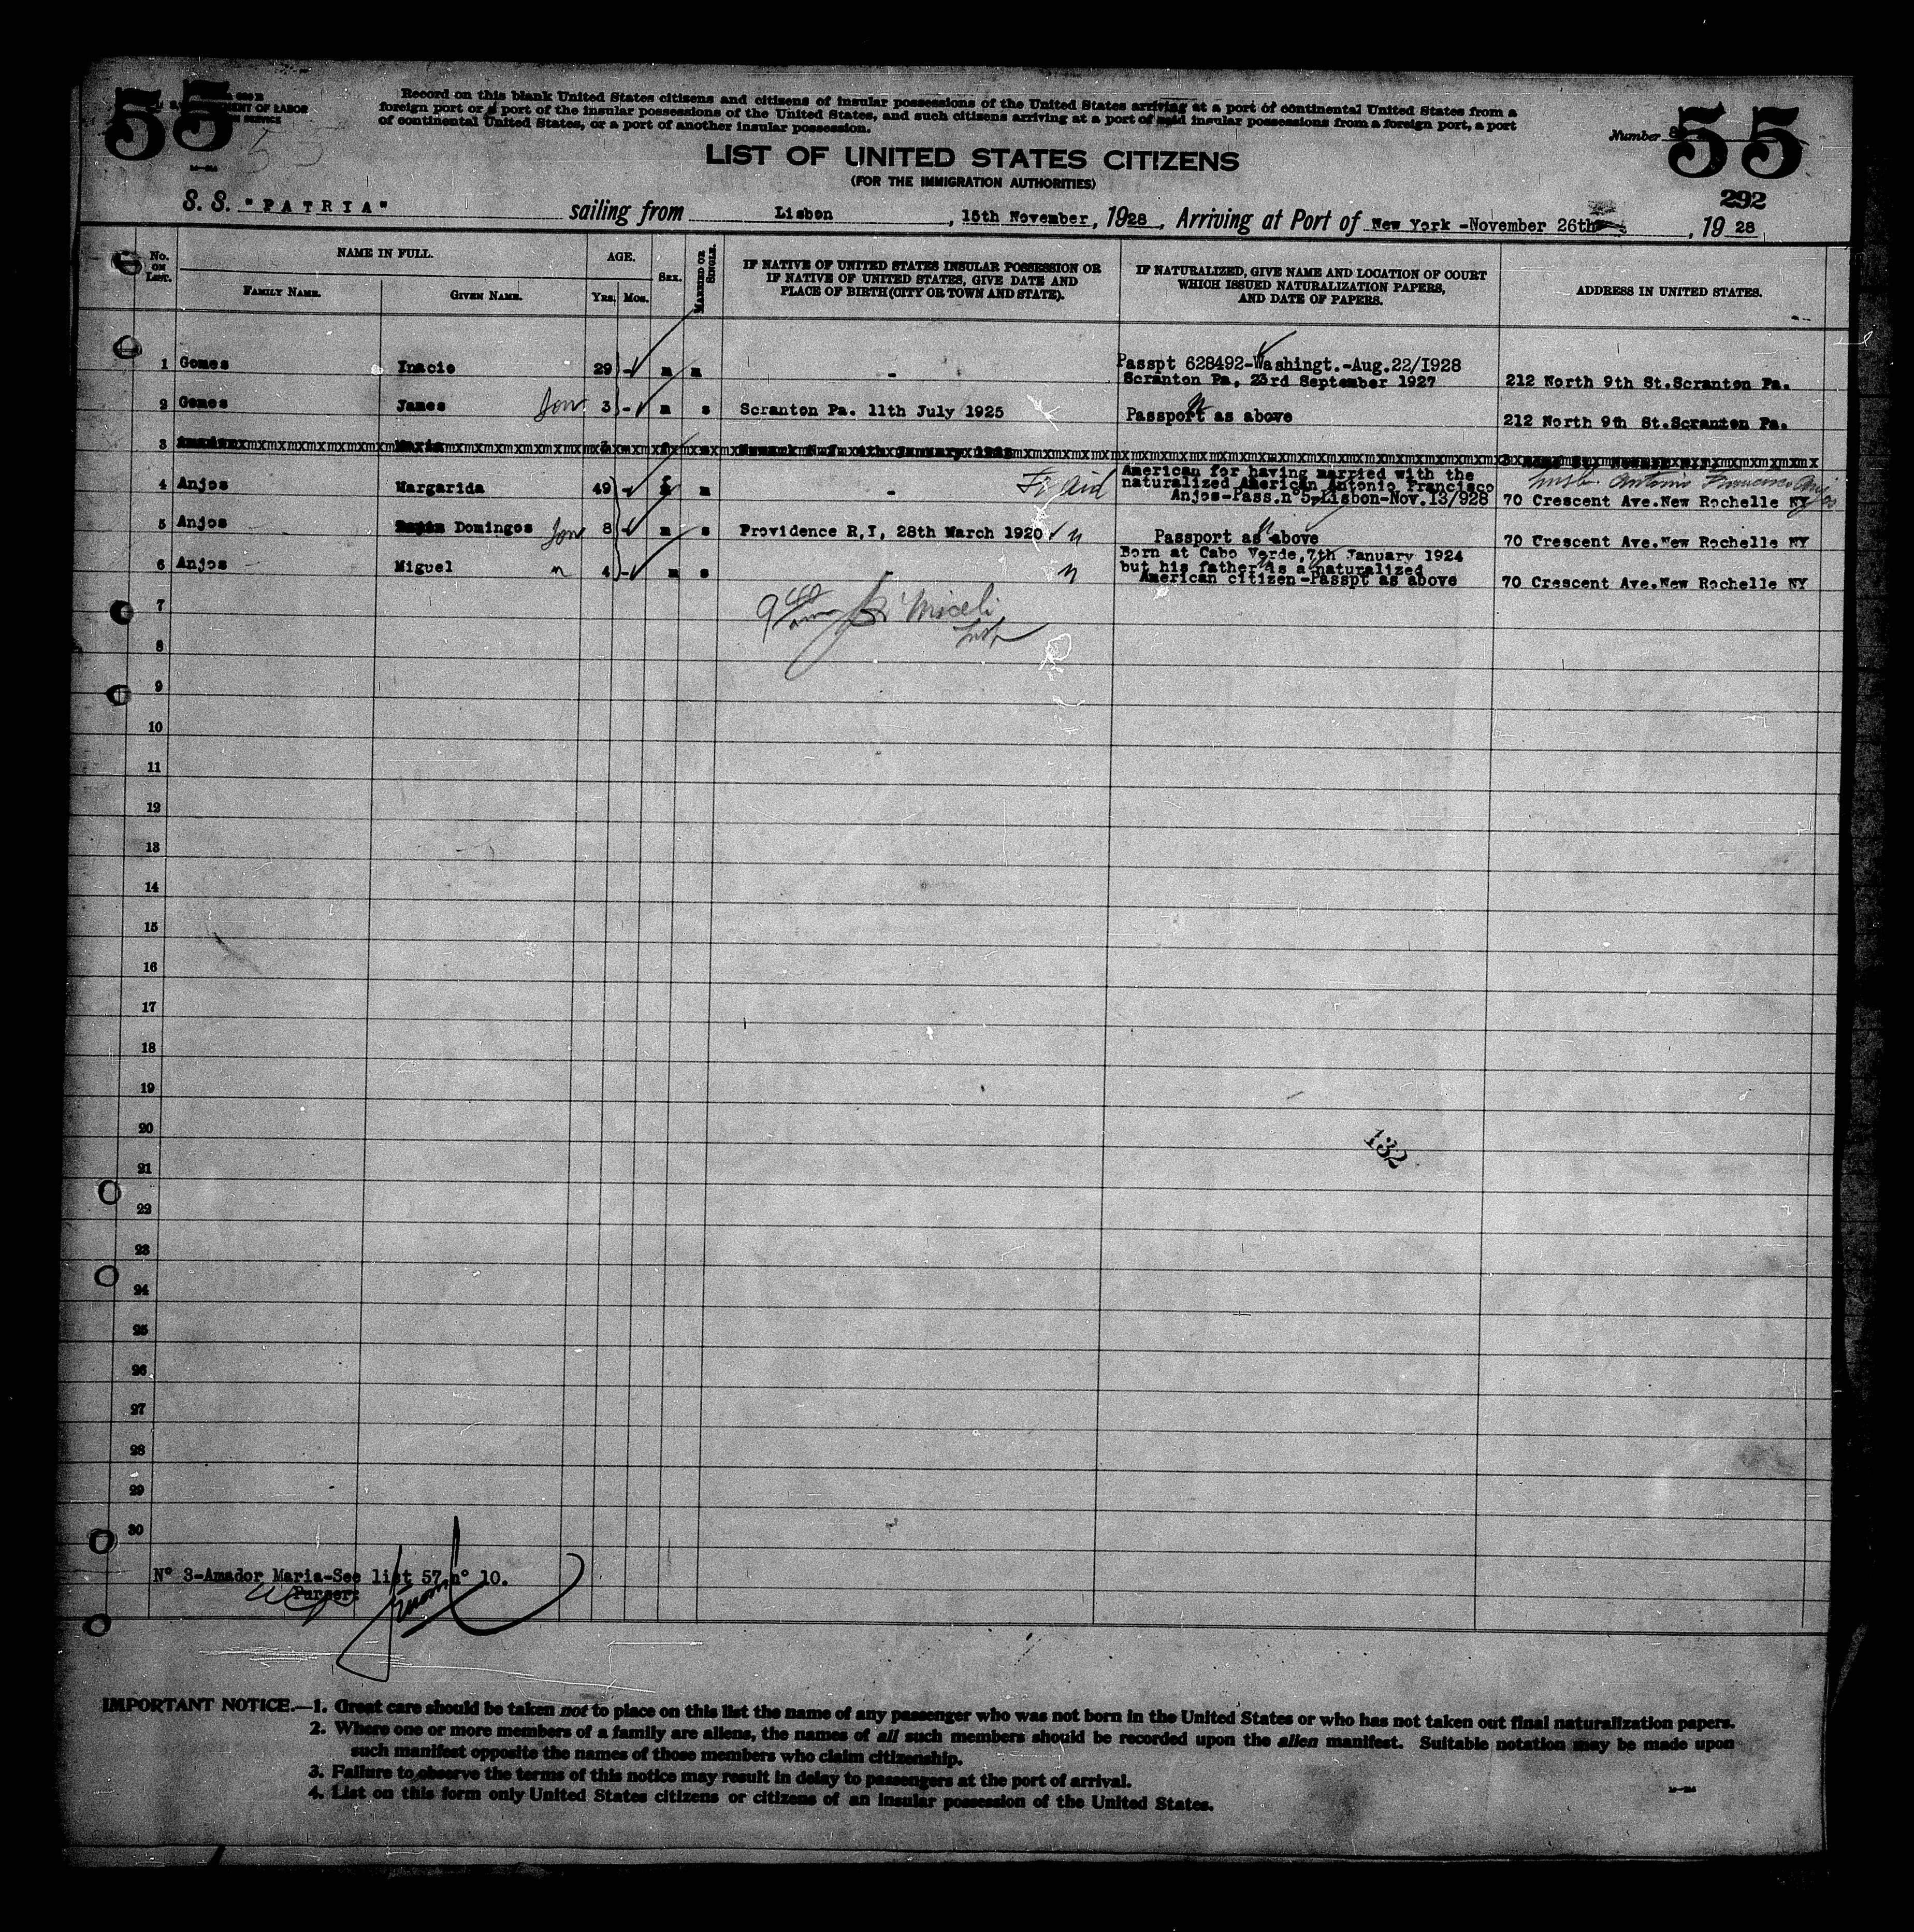 55
DEPARTMENT OF LABOR
Record on this blank United States citizens and citizens of insular possessions of the United States arriving at a port of continental United States from a
foreign port or a port of the insular possessions of the United States, and such citizens arriving at a port of said insular possessions from a foreign port, a port
of continental United States, or a port of another insular possession.
Number
55
LIST OF UNITED STATES CITIZENS
(FOR THE IMMIGRATION AUTHORITIES)
292
S. S. "PATRIA" sailing from Lisbon, 15th November, 1928, Arriving at Port of New York -November 26th, 1928
No. on List.
NAME IN FULL.
FAMILY NAME.
GIVEN NAME.
AGE.
Yrs. Mos.
SEX.
MARRIED OR SINGLE.
IF NATIVE OF UNITED STATES INSULAR POSSESSION OR
IF NATIVE OF UNITED STATES, GIVE DATE AND
PLACE OF BIRTH (CITY OR TOWN AND STATE).
IF NATURALIZED, GIVE NAME AND LOCATION OF COURT
WHICH ISSUED NATURALIZATION PAPERS,
AND DATE OF PAPERS.
ADDRESS IN UNITED STATES.
Passpt 628492-Washingt.-Aug.22/1928
1 Gomes Inacio 29 - m m - Scranton Pa, 23rd September 1927 212 North 9th St.Scranton Pa.
2 Gomes James Son 3 - m s Scranton Pa. 11th July 1925 Passport as above 212 North 9th St.Scranton Pa.
3 Maria
American for having married with the
naturalized American Antonio Francisco
4 Anjos Margarida 49 - f m - Anjos-Pass.n°5-Lisbon-Nov.13/928 70 Crescent Ave.New Rochelle NY
husb. Antonio Francisco Anjos
5 Anjos Domingos Son 8 - m s Providence R,I, 28th March 1920 Passport as above 70 Crescent Ave.New Rochelle NY
Born at Cabo Verde,7th January 1924
but his father is a naturalized
6 Anjos Miguel 4 - m s American citizen-Passpt as above 70 Crescent Ave.New Rochelle NY
7
Miceli
Insp
8
9
10
11
12
13
14
15
16
17
18
19
20
132
21
22
23
24
25
26
27
28
29
30
N° 3-Amador Maria-See list 57 n° 10.
Purser:
IMPORTANT NOTICE.—1. Great care should be taken not to place on this list the name of any passenger who was not born in the United States or who has not taken out final naturalization papers.
2. Where one or more members of a family are aliens, the names of all such members should be recorded upon the alien manifest. Suitable notation may be made upon
such manifest opposite the names of those members who claim citizenship.
3. Failure to observe the terms of this notice may result in delay to passengers at the port of arrival.
4. List on this form only United States citizens or citizens of an insular possession of the United States.